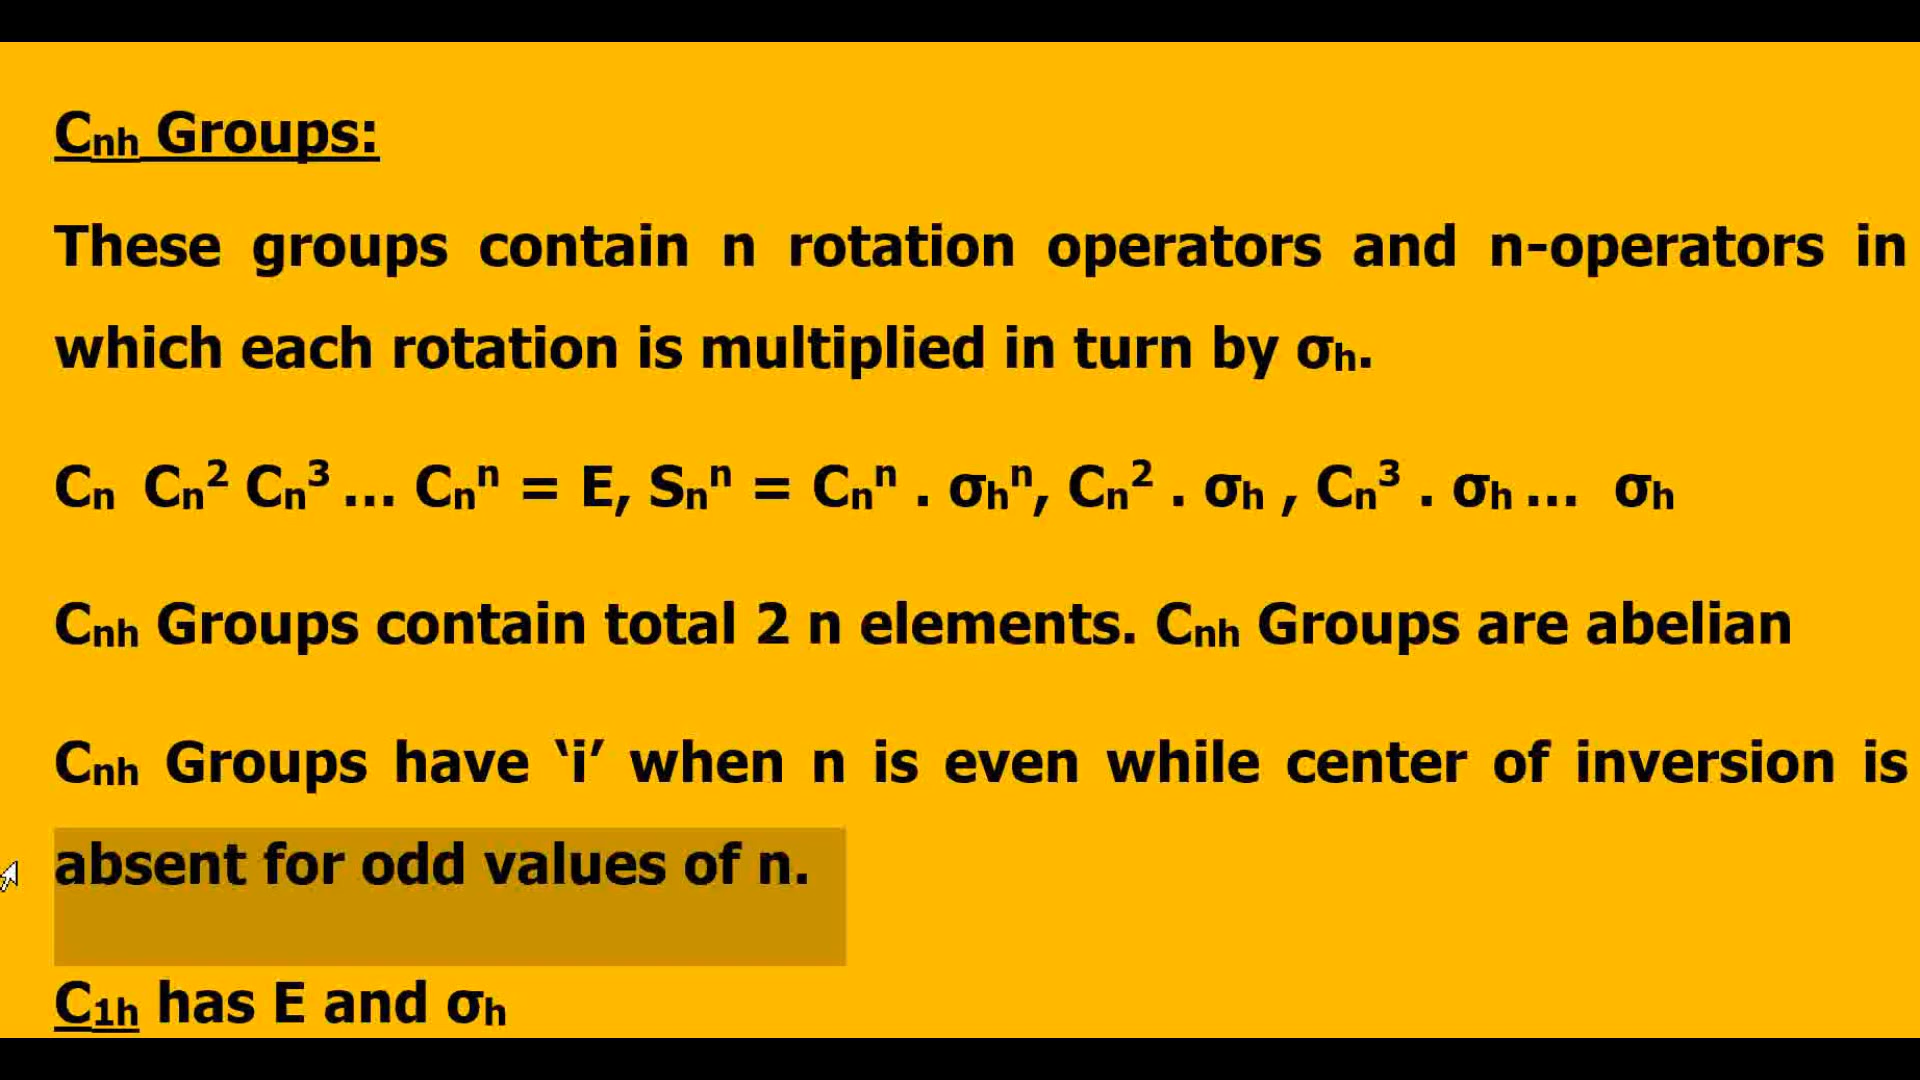 Cnh Groups:
These groups contain n rotation operators and n-operators in
which each rotation is multiplied in turn by σh.
Cn Cn² Cn³ ... Cnⁿ = E, Snⁿ = Cnⁿ . σhⁿ, Cn² . σh , Cn³ . σh ... σh
Cnh Groups contain total 2 n elements. Cnh Groups are abelian
Cnh Groups have ‘i’ when n is even while center of inversion is
absent for odd values of n.
C1h has E and σh